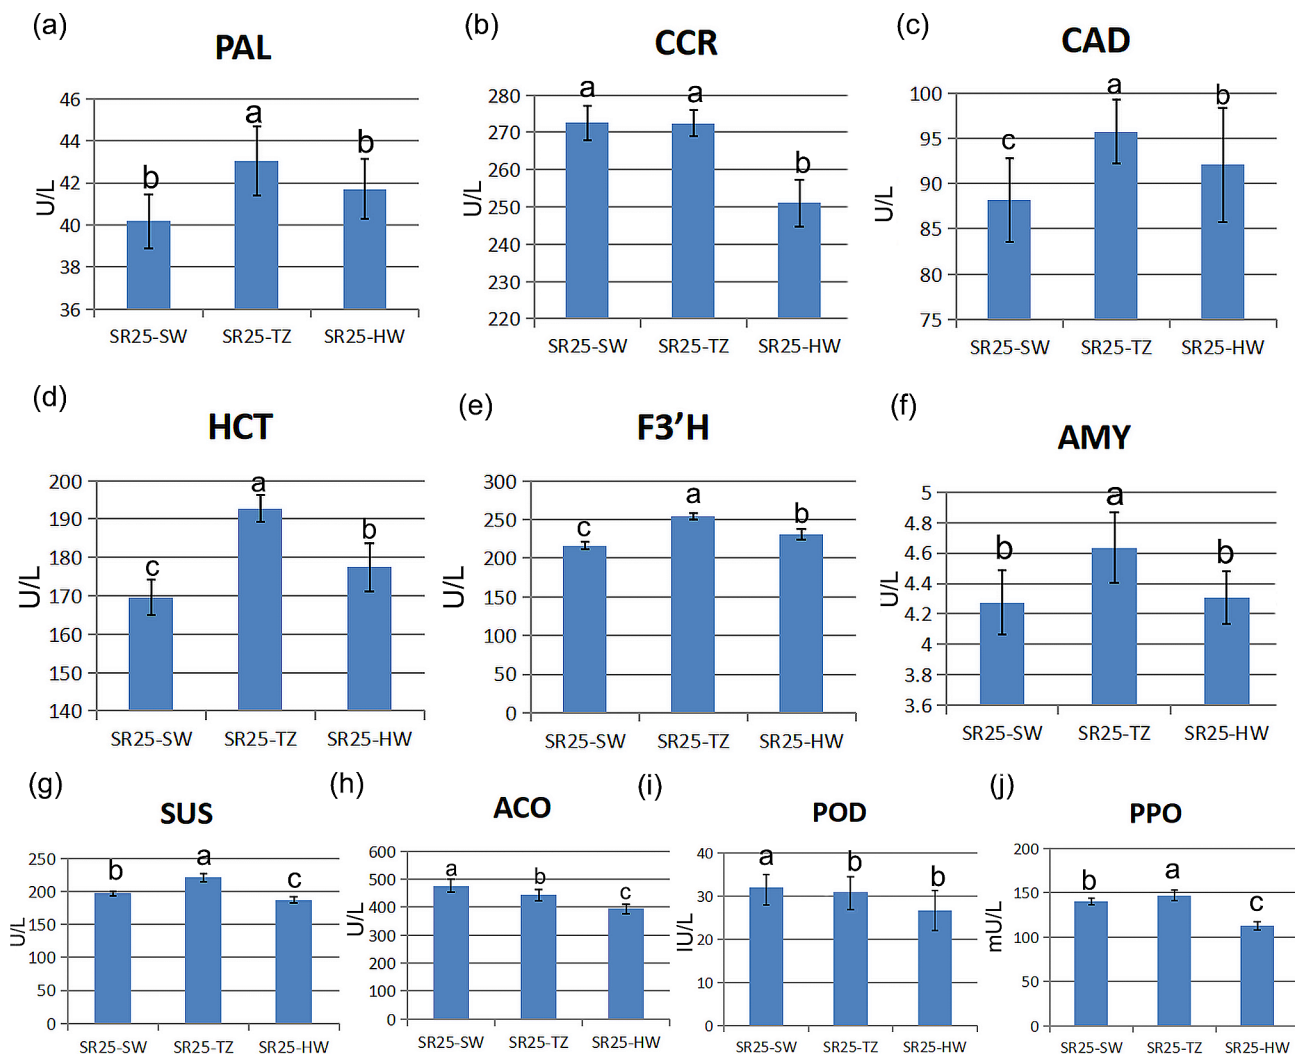 (a)
PAL
46
44
42
40
38
36
U/L
b
a
b
SR25-SW
SR25-TZ
SR25-HW
(b)
CCR
280
270
260
250
240
230
220
U/L
a
a
b
SR25-SW
SR25-TZ
SR25-HW
(c)
CAD
100
95
90
85
80
75
U/L
c
a
b
SR25-SW
SR25-TZ
SR25-HW
(d)
HCT
200
190
180
170
160
150
140
U/L
c
a
b
SR25-SW
SR25-TZ
SR25-HW
(e)
F3’H
300
250
200
150
100
50
0
U/L
c
a
b
SR25-SW
SR25-TZ
SR25-HW
(f)
AMY
5
4.8
4.6
4.4
4.2
4
3.8
3.6
U/L
b
a
b
SR25-SW
SR25-TZ
SR25-HW
(g)
SUS
250
200
150
100
50
0
U/L
b
a
c
SR25-SW
SR25-TZ
SR25-HW
(h)
ACO
600
500
400
300
200
100
0
U/L
a
b
c
SR25-SW
SR25-TZ
SR25-HW
(i)
POD
40
30
20
10
0
IU/L
a
b
b
SR25-SW
SR25-TZ
SR25-HW
(j)
PPO
200
150
100
50
0
mU/L
b
a
c
SR25-SW
SR25-TZ
SR25-HW